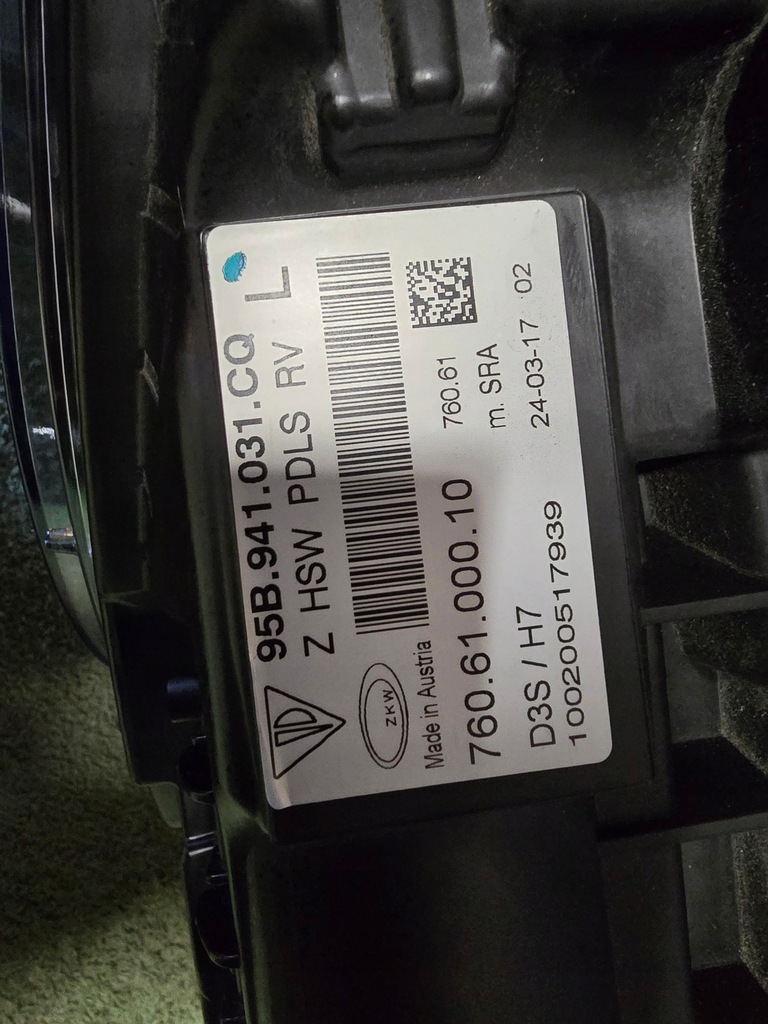 95B.941.031.CQ
Z HSW PDLS RV L
ZKW
Made in Austria
760.61.000.10 760.61
m. SRA
D3S / H7 24-03-17 02
100200517939